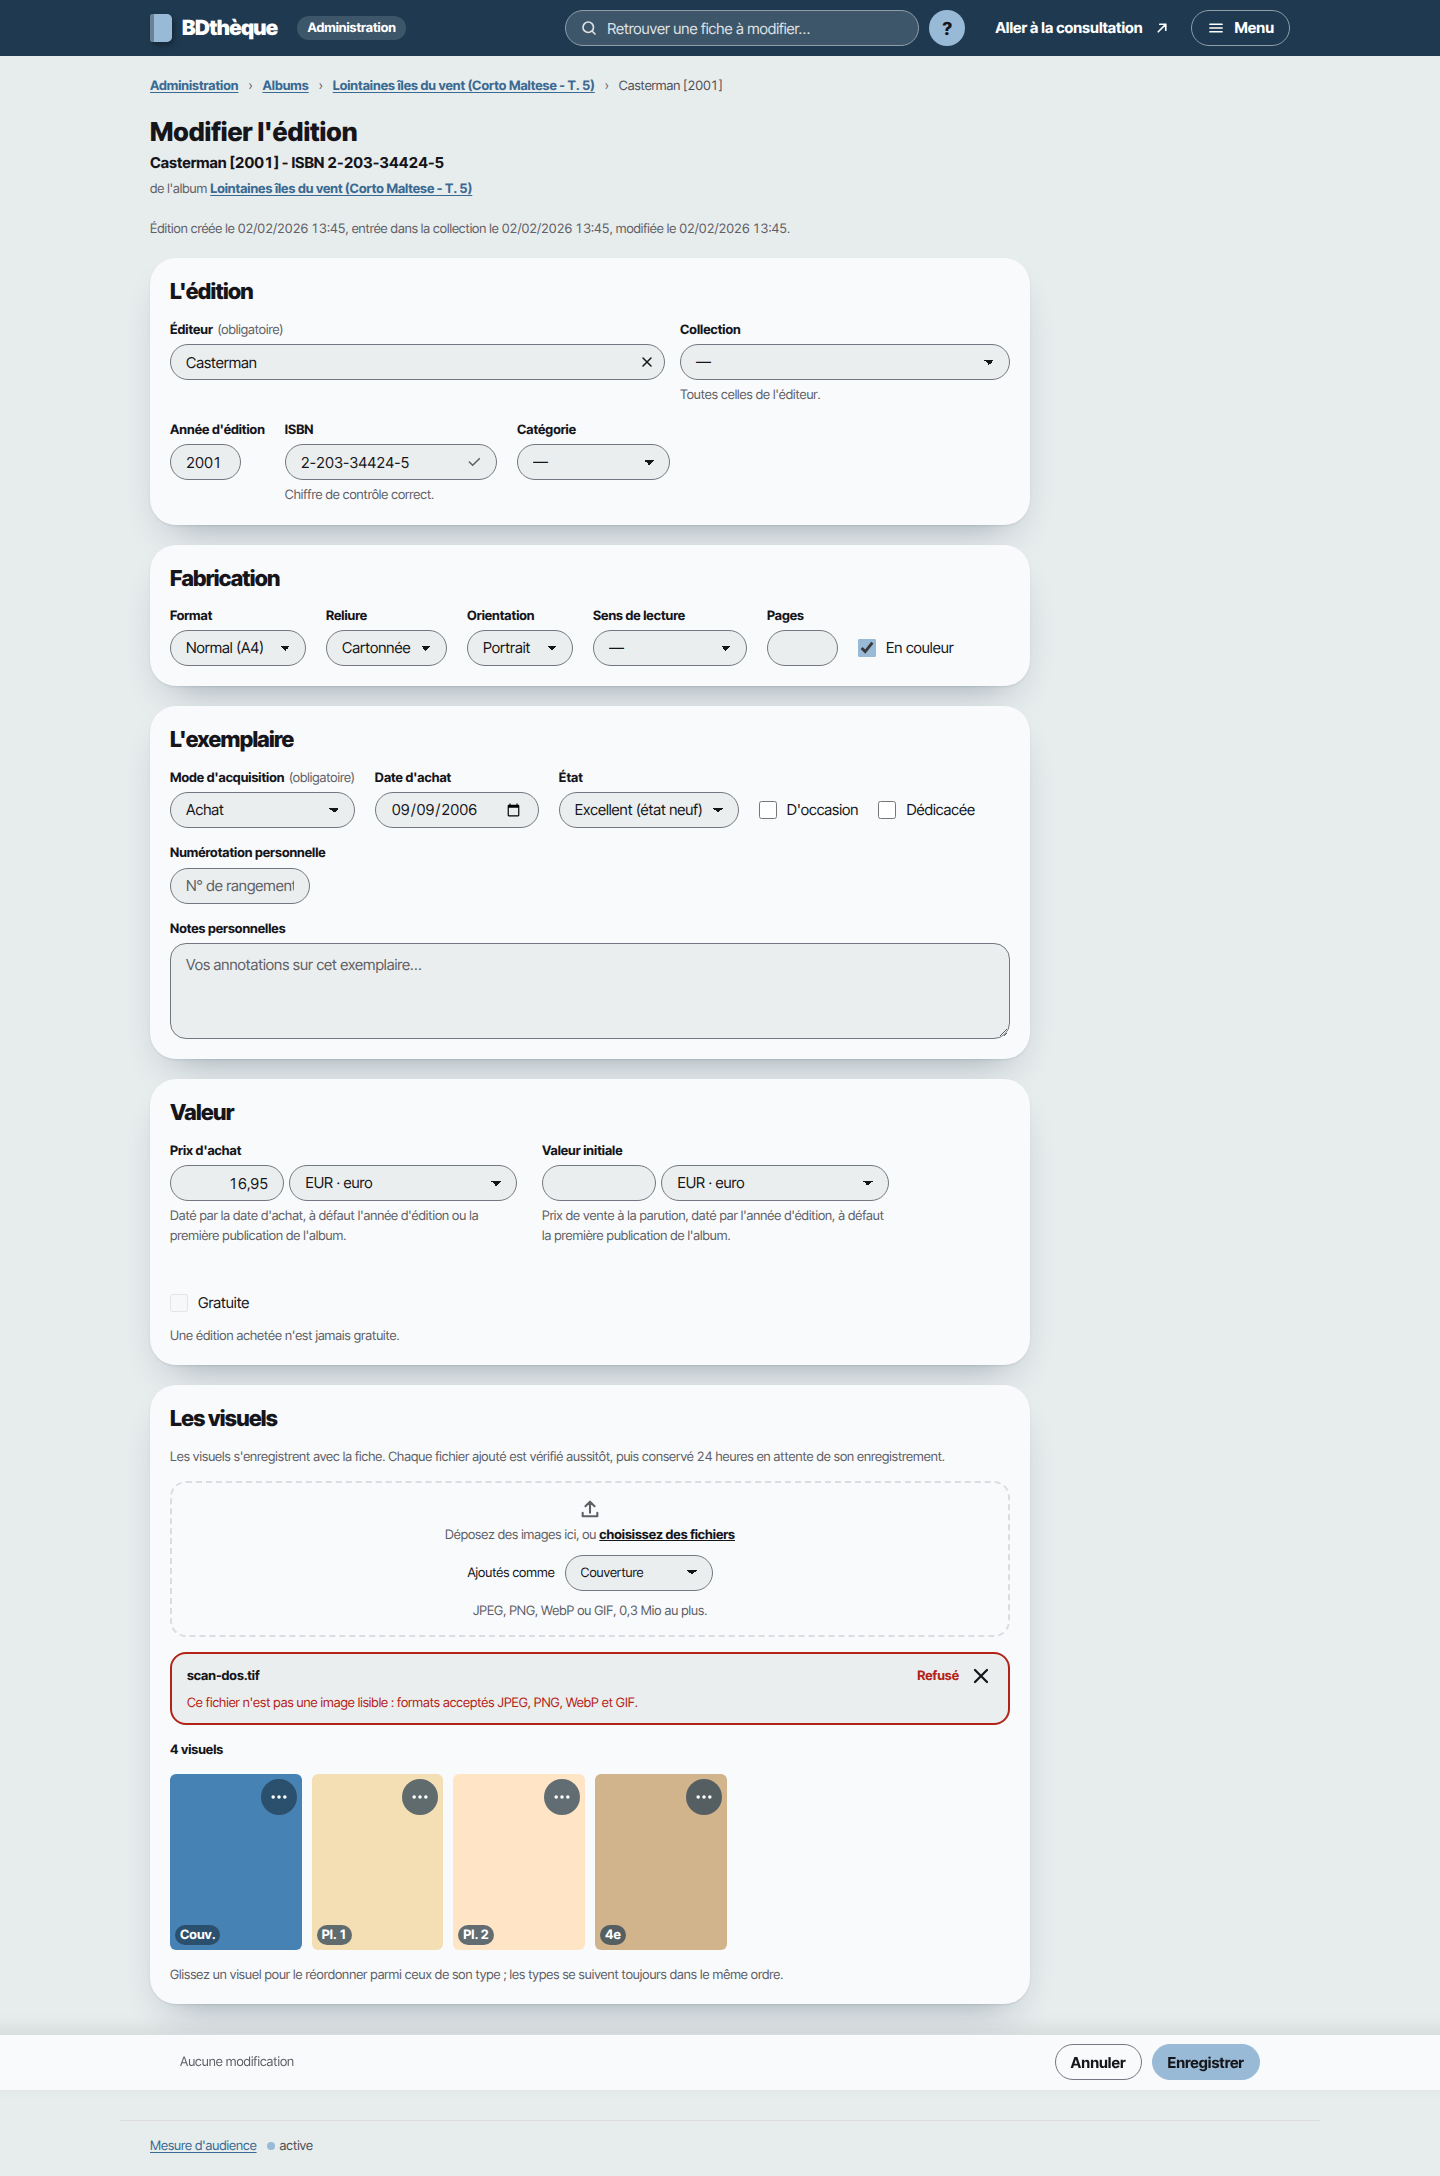 BDthèque
Administration
Retrouver une fiche à modifier...
?
Aller à la consultation
Menu
Administration › Albums › Lointaines îles du vent (Corto Maltese - T. 5) › Casterman [2001]
Modifier l'édition
Casterman [2001] - ISBN 2-203-34424-5
de l'album Lointaines îles du vent (Corto Maltese - T. 5)
Édition créée le 02/02/2026 13:45, entrée dans la collection le 02/02/2026 13:45, modifiée le 02/02/2026 13:45.
L'édition
Éditeur (obligatoire)
Collection
Casterman
—
Toutes celles de l'éditeur.
Année d'édition
ISBN
Catégorie
2001
2-203-34424-5
—
Chiffre de contrôle correct.
Fabrication
Format
Reliure
Orientation
Sens de lecture
Pages
Normal (A4)
Cartonnée
Portrait
—
En couleur
L'exemplaire
Mode d'acquisition (obligatoire)
Date d'achat
État
Achat
09/09/2006
Excellent (état neuf)
D'occasion
Dédicacée
Numérotation personnelle
N° de rangement
Notes personnelles
Vos annotations sur cet exemplaire...
Valeur
Prix d'achat
Valeur initiale
16,95
EUR · euro
EUR · euro
Daté par la date d'achat, à défaut l'année d'édition ou la
première publication de l'album.
Prix de vente à la parution, daté par l'année d'édition, à défaut
la première publication de l'album.
Gratuite
Une édition achetée n'est jamais gratuite.
Les visuels
Les visuels s'enregistrent avec la fiche. Chaque fichier ajouté est vérifié aussitôt, puis conservé 24 heures en attente de son enregistrement.
Déposez des images ici, ou choisissez des fichiers
Ajoutés comme
Couverture
JPEG, PNG, WebP ou GIF, 0,3 Mio au plus.
scan-dos.tif
Refusé
Ce fichier n'est pas une image lisible : formats acceptés JPEG, PNG, WebP et GIF.
4 visuels
Couv.
Pl. 1
Pl. 2
4e
Glissez un visuel pour le réordonner parmi ceux de son type ; les types se suivent toujours dans le même ordre.
Aucune modification
Annuler
Enregistrer
Mesure d'audience
active